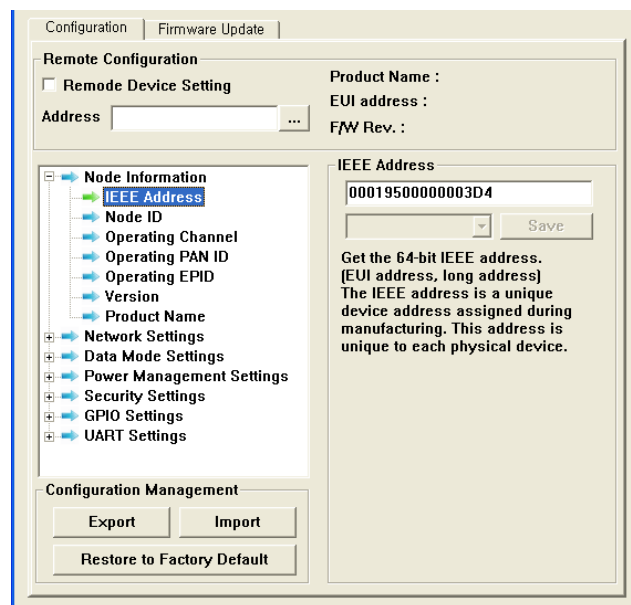 Configuration
Firmware Update
Remote Configuration
Remode Device Setting
Address
...
Product Name :
EUI address :
F/W Rev. :
Node Information
IEEE Address
Node ID
Operating Channel
Operating PAN ID
Operating EPID
Version
Product Name
Network Settings
Data Mode Settings
Power Management Settings
Security Settings
GPIO Settings
UART Settings
IEEE Address
00019500000003D4
Save
Get the 64-bit IEEE address.
(EUI address, long address)
The IEEE address is a unique
device address assigned during
manufacturing. This address is
unique to each physical device.
Configuration Management
Export
Import
Restore to Factory Default